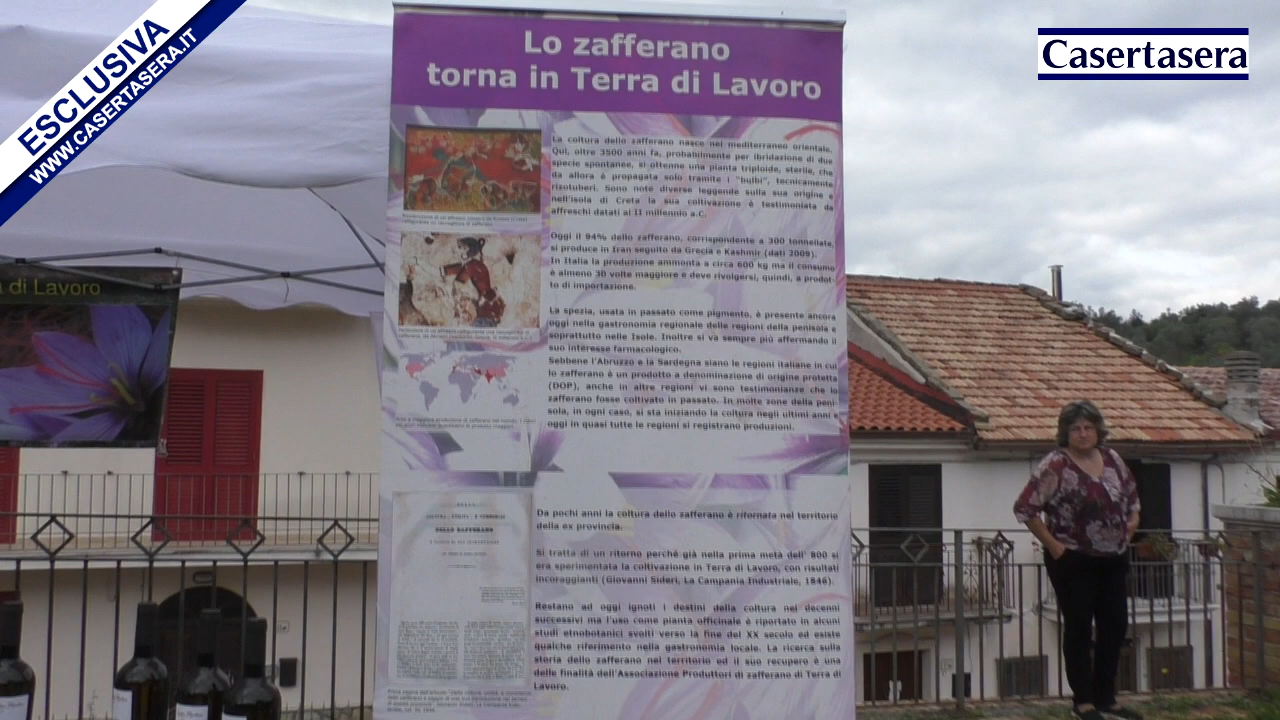 ESCLUSIVA
WWW.CASERTASERA.IT
Casertasera
Lo zafferano
torna in Terra di Lavoro
La coltura dello zafferano nasce nel mediterraneo orientale.
Qui, oltre 3500 anni fa, probabilmente per ibridazione di due
specie spontanee, si ottenne una pianta triploide, sterile, che
da allora è propagata solo tramite i "bulbi", tecnicamente
rizotuberi. Sono note diverse leggende sulla sua origine e
nell'isola di Creta la sua coltivazione è testimoniata da
affreschi datati al II millennio a.C.
Oggi il 94% dello zafferano, corrispondente a 300 tonnellate,
si produce in Iran seguito da Grecia e Kashmir (dati 2009).
In Italia la produzione ammonta a circa 600 kg ma il consumo
è almeno 30 volte maggiore e deve rivolgersi, quindi, a prodot-
to di importazione.
La spezia, usata in passato come pigmento, è presente ancora
oggi nella gastronomia regionale delle regioni della penisola e
soprattutto nelle Isole. Inoltre si va sempre più affermando il
suo interesse farmacologico.
Sebbene l'Abruzzo e la Sardegna siano le regioni italiane in cui
lo zafferano è un prodotto a denominazione di origine protetta
(DOP), anche in altre regioni vi sono testimonianze che lo
zafferano fosse coltivato in passato. In molte zone della peni-
sola, in ogni caso, si sta iniziando la coltura negli ultimi anni e
oggi in quasi tutte le regioni si registrano produzioni.
a di Lavoro
DELLO ZAFFERANO
Da pochi anni la coltura dello zafferano è ritornata nel territorio
della ex provincia.
Si tratta di un ritorno perché già nella prima metà dell' 800 si
era sperimentata la coltivazione in Terra di Lavoro, con risultati
incoraggianti (Giovanni Sideri, La Campania Industriale, 1846).
Restano ad oggi ignoti i destini della coltura nei decenni
successivi ma l'uso come pianta officinale è riportato in alcuni
studi etnobotanici svolti verso la fine del XX secolo ed esiste
qualche riferimento nella gastronomia locale. La ricerca sulla
storia dello zafferano nel territorio ed il suo recupero è una
delle finalità dell'Associazione Produttori di zafferano di Terra di
Lavoro.